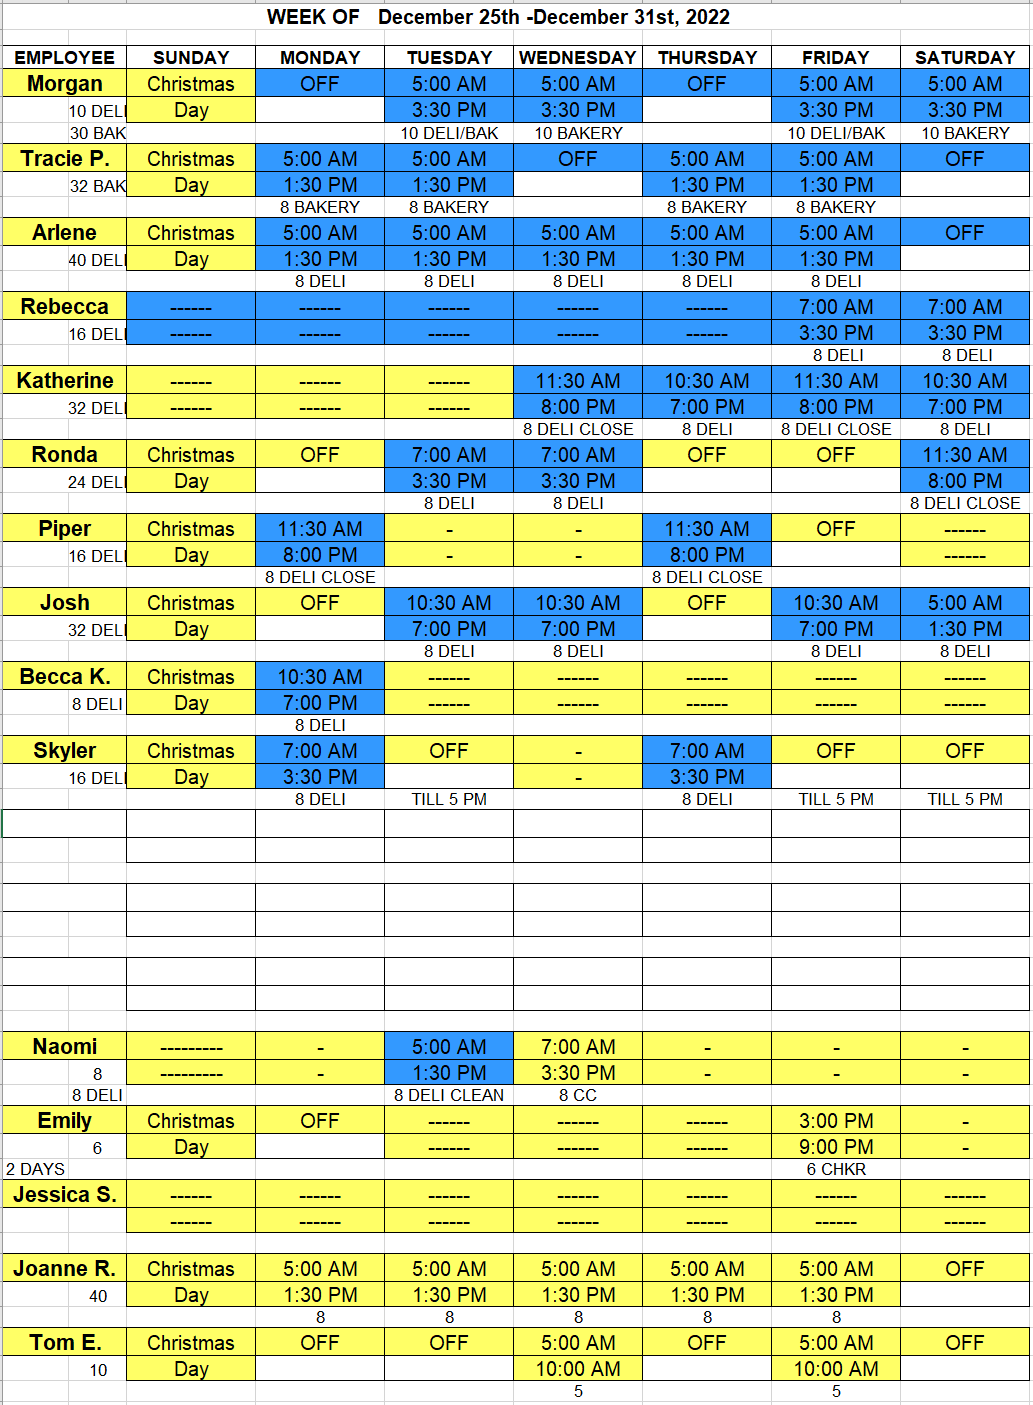 WEEK OF December 25th -December 31st, 2022
EMPLOYEE SUNDAY MONDAY TUESDAY WEDNESDAY THURSDAY FRIDAY SATURDAY
Morgan Christmas OFF 5:00 AM 5:00 AM OFF 5:00 AM 5:00 AM
10 DELI Day 3:30 PM 3:30 PM 3:30 PM 3:30 PM
30 BAK 10 DELI/BAK 10 BAKERY 10 DELI/BAK 10 BAKERY
Tracie P. Christmas 5:00 AM 5:00 AM OFF 5:00 AM 5:00 AM OFF
32 BAK Day 1:30 PM 1:30 PM 1:30 PM 1:30 PM
8 BAKERY 8 BAKERY 8 BAKERY 8 BAKERY
Arlene Christmas 5:00 AM 5:00 AM 5:00 AM 5:00 AM 5:00 AM OFF
40 DELI Day 1:30 PM 1:30 PM 1:30 PM 1:30 PM 1:30 PM
8 DELI 8 DELI 8 DELI 8 DELI 8 DELI
Rebecca ------ ------ ------ ------ ------ 7:00 AM 7:00 AM
16 DELI ------ ------ ------ ------ ------ 3:30 PM 3:30 PM
8 DELI 8 DELI
Katherine ------ ------ ------ 11:30 AM 10:30 AM 11:30 AM 10:30 AM
32 DELI ------ ------ ------ 8:00 PM 7:00 PM 8:00 PM 7:00 PM
8 DELI CLOSE 8 DELI 8 DELI CLOSE 8 DELI
Ronda Christmas OFF 7:00 AM 7:00 AM OFF OFF 11:30 AM
24 DELI Day 3:30 PM 3:30 PM 8:00 PM
8 DELI 8 DELI 8 DELI CLOSE
Piper Christmas 11:30 AM - - 11:30 AM OFF ------
16 DELI Day 8:00 PM - - 8:00 PM ------
8 DELI CLOSE 8 DELI CLOSE
Josh Christmas OFF 10:30 AM 10:30 AM OFF 10:30 AM 5:00 AM
32 DELI Day 7:00 PM 7:00 PM 7:00 PM 1:30 PM
8 DELI 8 DELI 8 DELI 8 DELI
Becca K. Christmas 10:30 AM ------ ------ ------ ------ ------
8 DELI Day 7:00 PM ------ ------ ------ ------ ------
8 DELI
Skyler Christmas 7:00 AM OFF - 7:00 AM OFF OFF
16 DELI Day 3:30 PM - 3:30 PM
8 DELI TILL 5 PM 8 DELI TILL 5 PM TILL 5 PM
Naomi --------- - 5:00 AM 7:00 AM - - -
8 --------- - 1:30 PM 3:30 PM - - -
8 DELI 8 DELI CLEAN 8 CC
Emily Christmas OFF ------ ------ ------ 3:00 PM -
6 Day ------ ------ ------ 9:00 PM -
2 DAYS 6 CHKR
Jessica S. ------ ------ ------ ------ ------ ------ ------
------ ------ ------ ------ ------ ------ ------
Joanne R. Christmas 5:00 AM 5:00 AM 5:00 AM 5:00 AM 5:00 AM OFF
40 Day 1:30 PM 1:30 PM 1:30 PM 1:30 PM 1:30 PM
8 8 8 8 8
Tom E. Christmas OFF OFF 5:00 AM OFF 5:00 AM OFF
10 Day 10:00 AM 10:00 AM
5 5